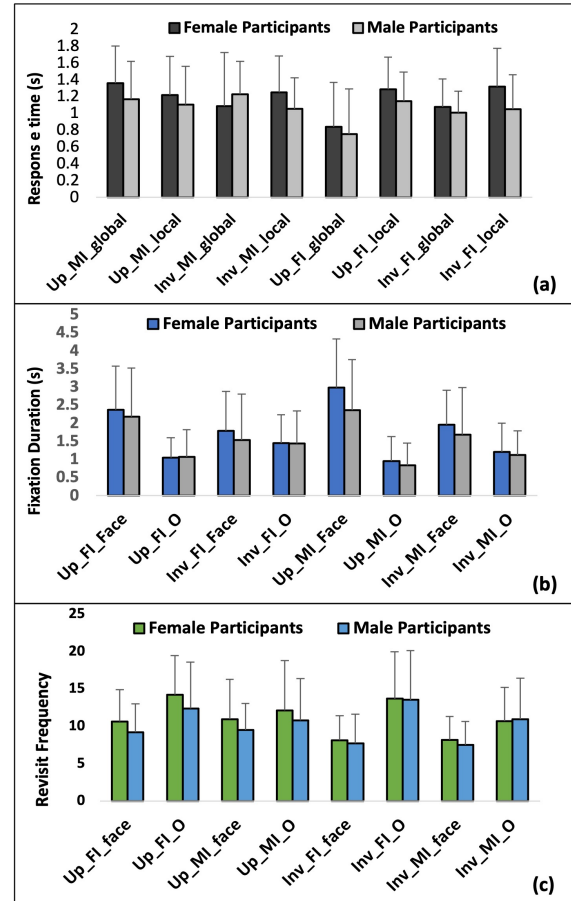 Female Participants Male Participants
Respons e time (s)
2
1.8
1.6
1.4
1.2
1
0.8
0.6
0.4
0.2
0
Up_MI_global
Up_MI_local
Inv_MI_global
Inv_MI_local
Up_FI_global
Up_FI_local
Inv_FI_global
Inv_FI_local
(a)
Female Participants Male Participants
Fixation Duration (s)
5
4.5
4
3.5
3
2.5
2
1.5
1
0.5
0
Up_FI_Face
Up_FI_O
Inv_FI_Face
Inv_FI_O
Up_MI_Face
Up_MI_O
Inv_MI_Face
Inv_MI_O
(b)
Female Participants Male Participants
Revisit Frequency
25
20
15
10
5
0
Up_FI_face
Up_FI_O
Up_MI_face
Up_MI_O
Inv_FI_face
Inv_FI_O
Inv_MI_face
Inv_MI_O
(c)